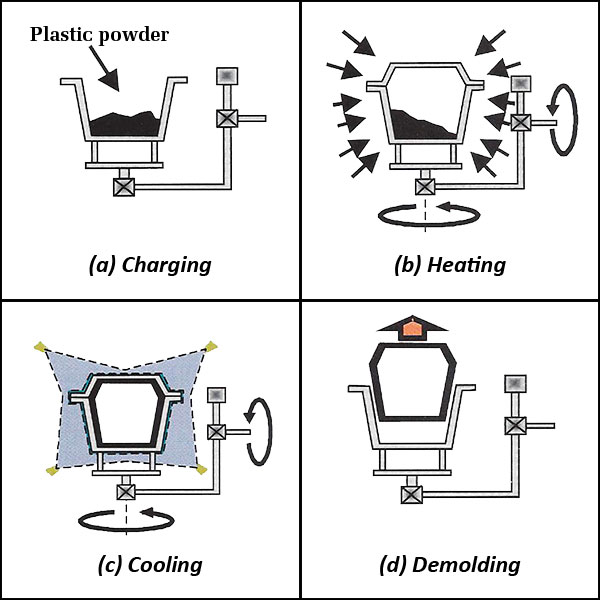 Plastic powder
(a) Charging
(b) Heating
(c) Cooling
(d) Demolding